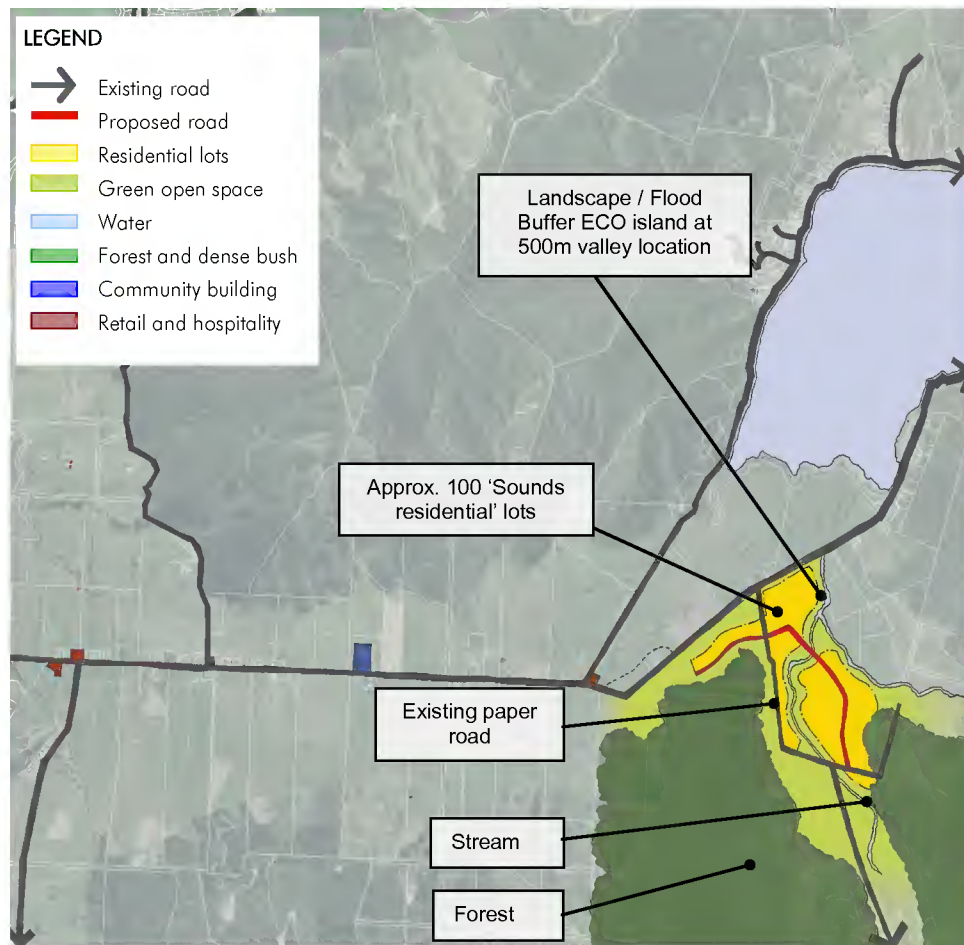 LEGEND
Existing road
Proposed road
Residential lots
Green open space
Water
Forest and dense bush
Community building
Retail and hospitality
Landscape / Flood
Buffer ECO island at
500m valley location
Approx. 100 ‘Sounds
residential’ lots
Existing paper
road
Stream
Forest